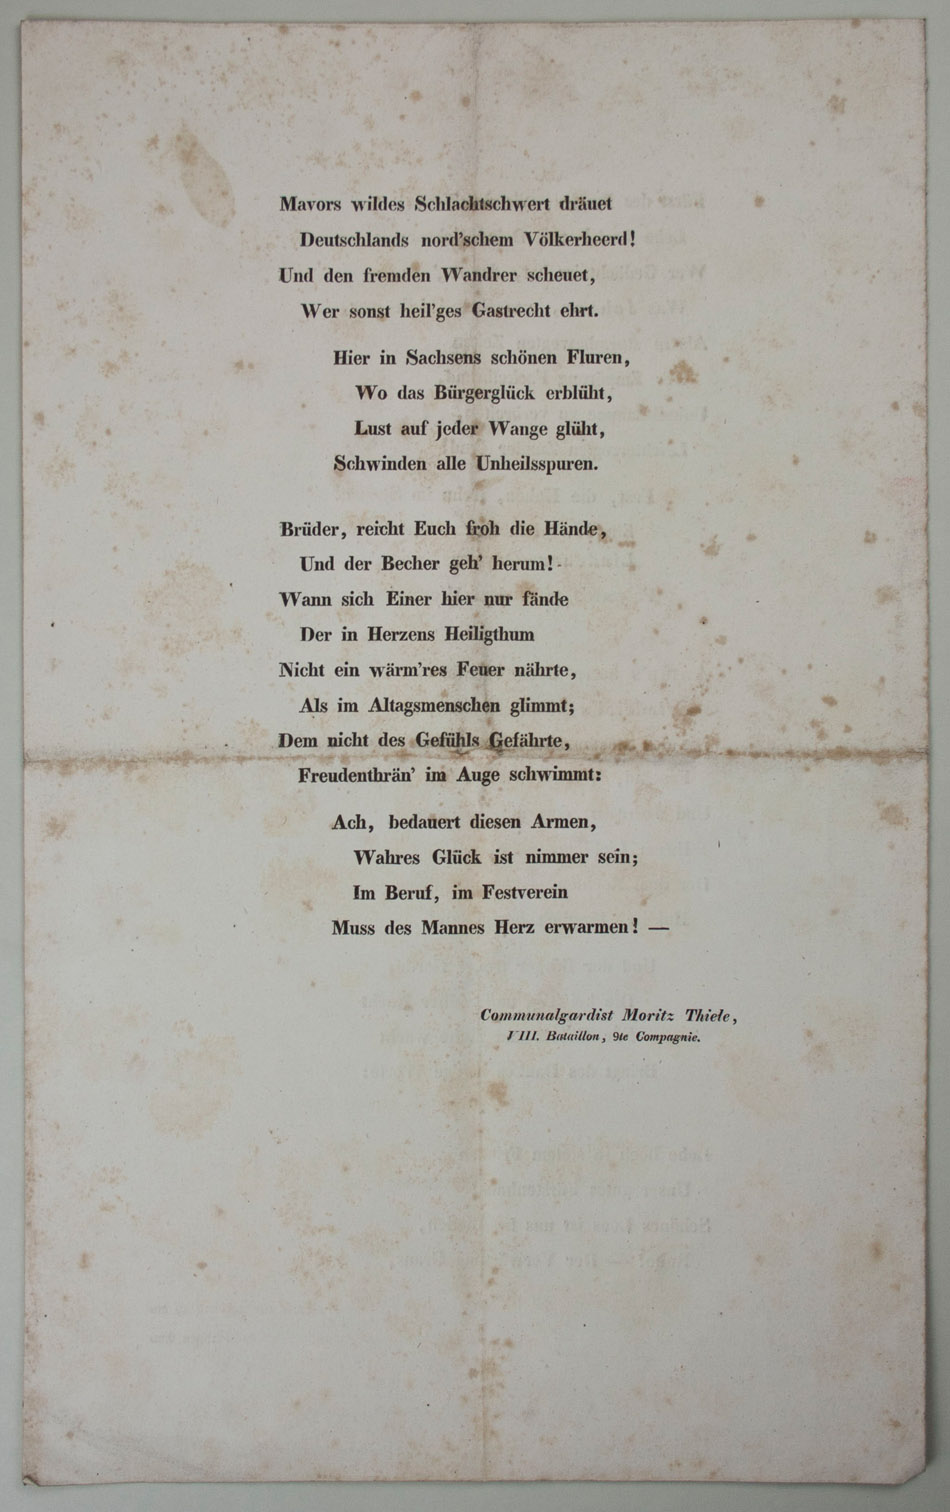 Mavors wildes Schlachtschwert dräuet
Deutschlands nord'schem Völkerheerd!
Und den fremden Wandrer scheuet,
Wer sonst heil'ges Gastrecht ehrt.
Hier in Sachsens schönen Fluren,
Wo das Bürgerglück erblüht,
Lust auf jeder Wange glüht,
Schwinden alle Unheilsspuren.
Brüder, reicht Euch froh die Hände,
Und der Becher geh' herum!
Wann sich Einer hier nur fände
Der in Herzens Heiligthum
Nicht ein wärm'res Feuer nährte,
Als im Altagsmenschen glimmt;
Dem nicht des Gefühls Gefährte,
Freudenthrän' im Auge schwimmt:
Ach, bedauert diesen Armen,
Wahres Glück ist nimmer sein;
Im Beruf, im Festverein
Muss des Mannes Herz erwarmen! —
Communalgardist Moritz Thiele,
VIII. Bataillon, 9te Compagnie.